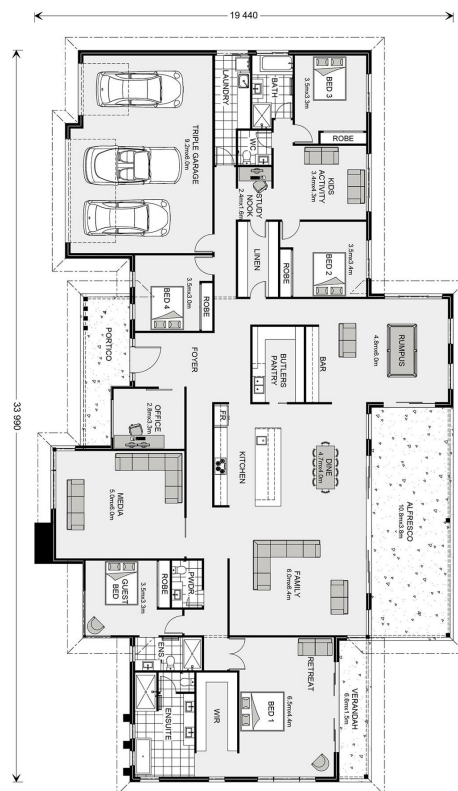 19 440
33 990
TRIPLE GARAGE
9.2mx6.0m
LAUNDRY
BATH
WC
BED 3
3.5mx3.3m
ROBE
KIDS
ACTIVITY
3.4mx4.3m
STUDY
NOOK
2.4mx1.6m
LINEN
ROBE
BED 2
3.5mx3.4m
BED 4
3.5mx3.0m
ROBE
PORTICO
FOYER
BUTLERS
PANTRY
BAR
RUMPUS
4.8mx6.0m
OFFICE
2.8mx3.3m
FR
KITCHEN
DINE
4.7mx4.0m
ALFRESCO
10.8mx3.8m
MEDIA
5.0mx6.0m
FAMILY
6.0mx6.4m
GUEST
BED
3.5mx3.3m
ROBE
PWDR
ENS
RETREAT
VERANDAH
6.6mx1.5m
ENSUITE
WIR
BED 1
6.5mx4.4m